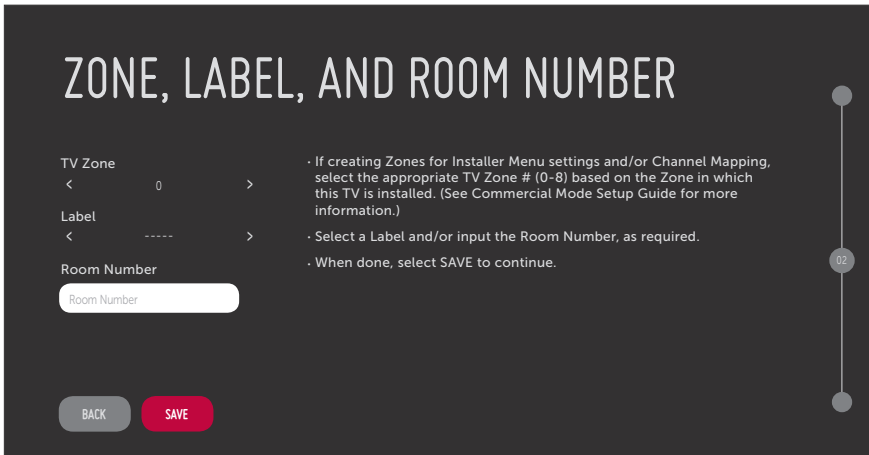 ZONE, LABEL, AND ROOM NUMBER
TV Zone
< 0 >
Label
< ----- >
Room Number
Room Number
· If creating Zones for Installer Menu settings and/or Channel Mapping,
select the appropriate TV Zone # (0-8) based on the Zone in which
this TV is installed. (See Commercial Mode Setup Guide for more
information.)
· Select a Label and/or input the Room Number, as required.
· When done, select SAVE to continue.
02
BACK
SAVE